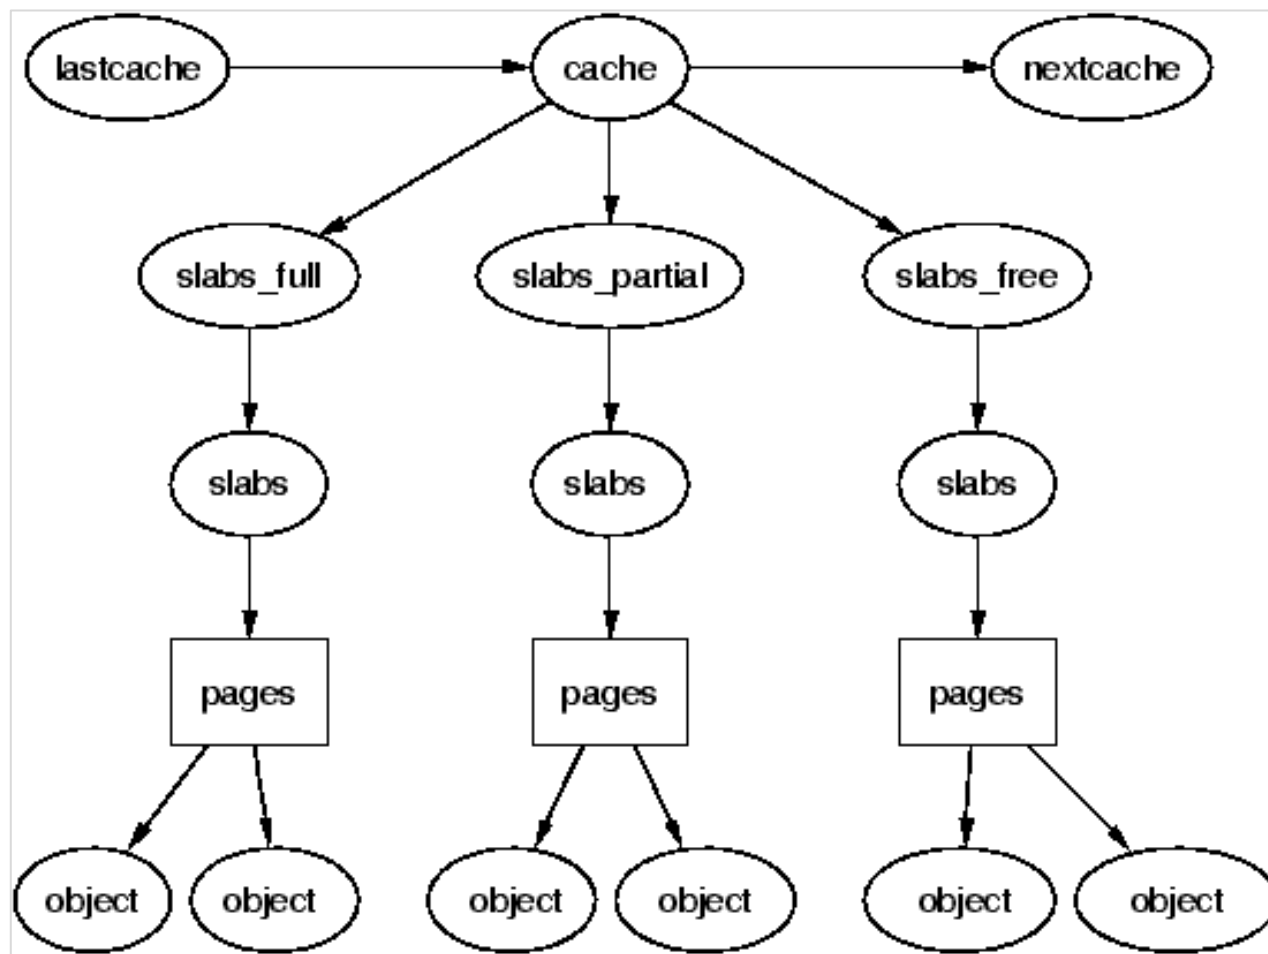 lastcache cache nextcache
slabs_full slabs_partial slabs_free
slabs slabs slabs
pages pages pages
object object object object object object